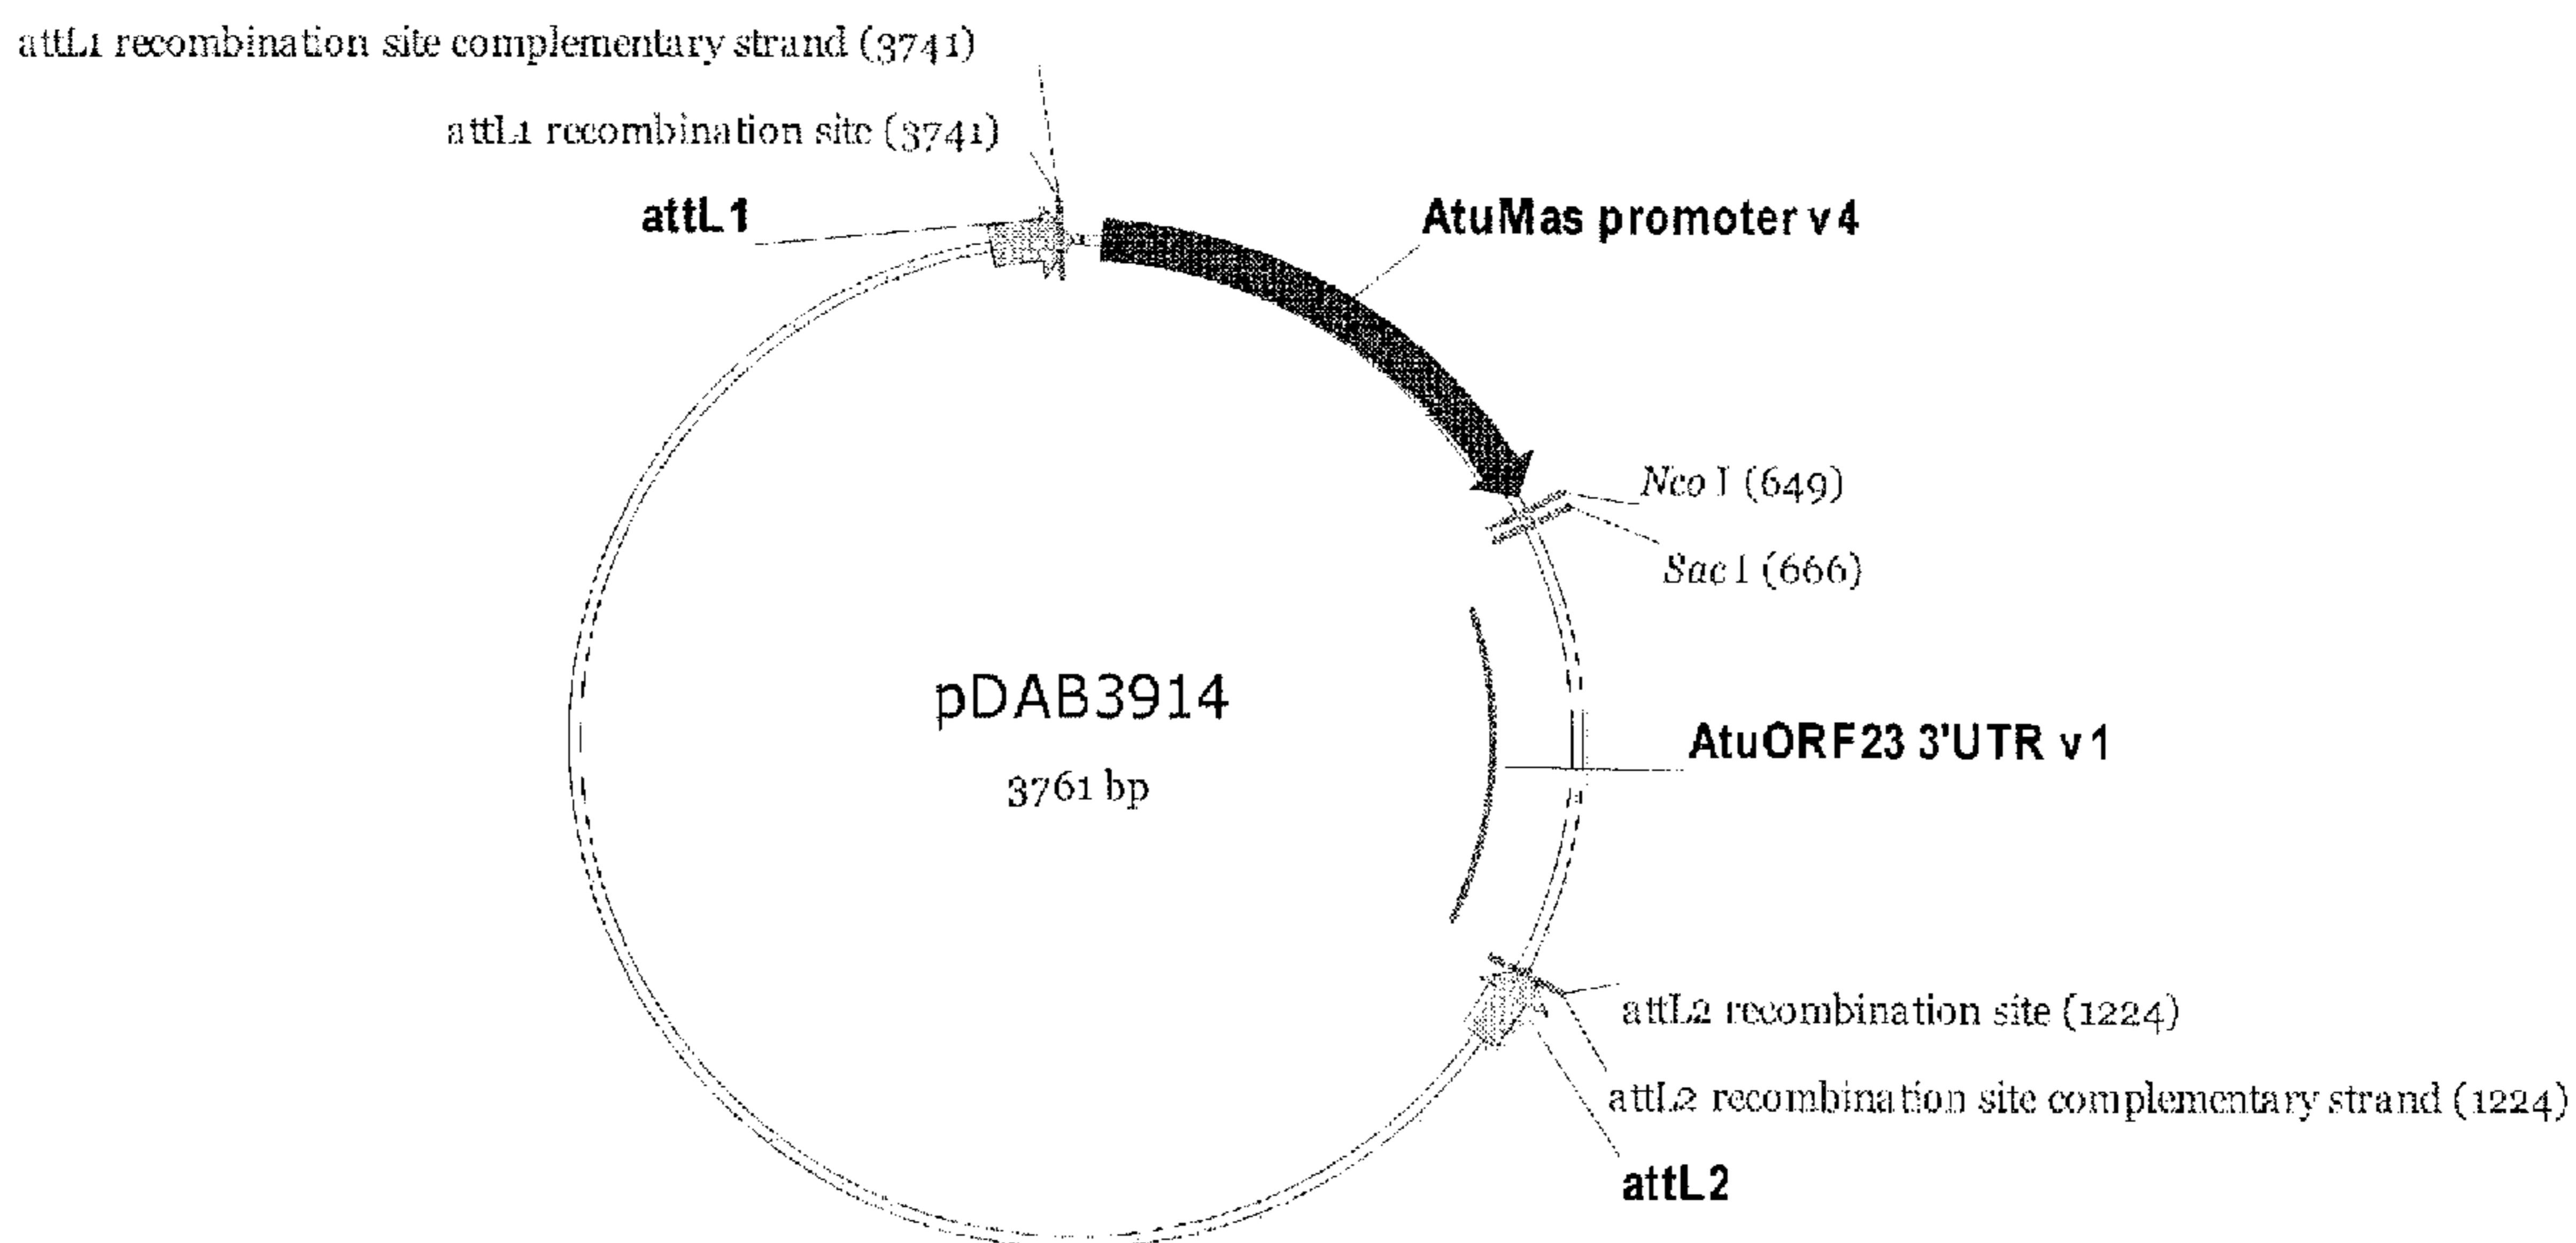 attL1 recombination site complementary strand (3741)
attL1 recombination site (3741)
attL1
AtuMas promoter v4
Nco I (649)
Sac I (666)
pDAB3914
3761 bp
AtuORF23 3'UTR v1
attL2 recombination site (1224)
attL2 recombination site complementary strand (1224)
attL2